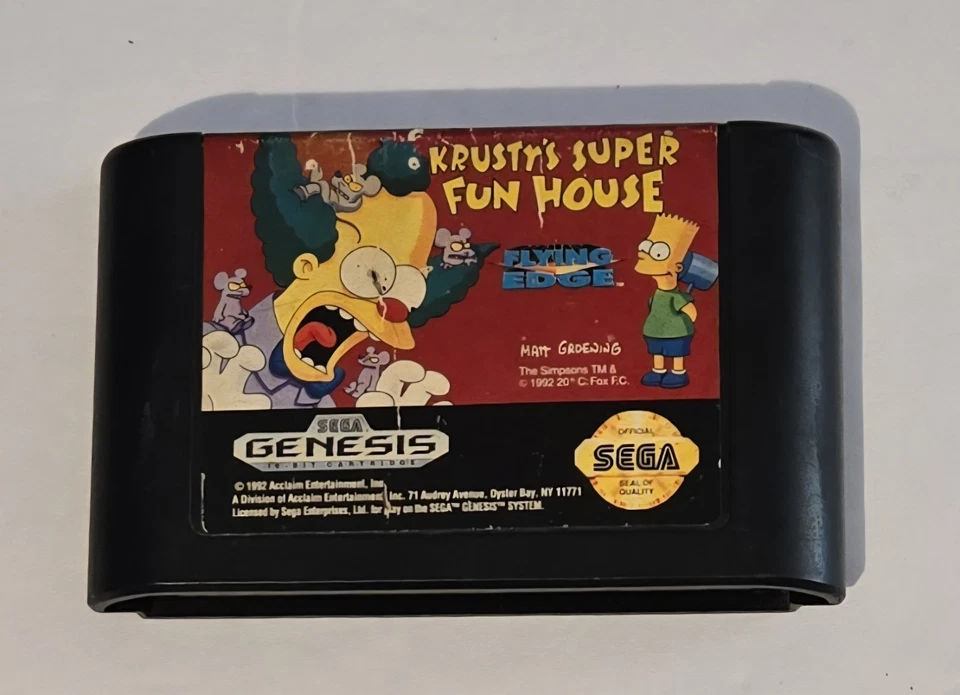 KRUSTY'S SUPER
FUN HOUSE
FLYING
EDGE™
MATT GROENING
The Simpsons TM &
© 1992 20th C. Fox F.C.
SEGA
GENESIS
16-BIT CARTRIDGE
© 1992 Acclaim Entertainment, Inc.
A Division of Acclaim Entertainment, Inc. 71 Audrey Avenue, Oyster Bay, NY 11771
Licensed by Sega Enterprises, Ltd. for play on the SEGA™ GENESIS™ SYSTEM.
OFFICIAL
SEGA
SEAL OF
QUALITY